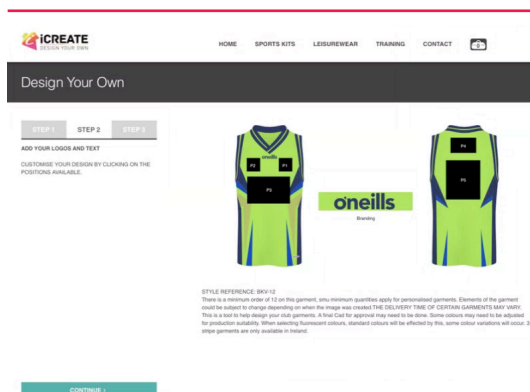 iCREATE
DESIGN YOUR OWN
HOME SPORTS KITS LEISUREWEAR TRAINING CONTACT 0
Design Your Own
STEP 1 STEP 2 STEP 3
ADD YOUR LOGOS AND TEXT
CUSTOMISE YOUR DESIGN BY CLICKING ON THE
POSITIONS AVAILABLE.
oneills
P2 P1
P3
P4
P5
oneills
Branding
STYLE REFERENCE: BKV-12
There is a minimum order of 12 on this garment, smu minimum quantities apply for personalised garments. Elements of the garment
could be subject to change depending on when the image was created.THE DELIVERY TIME OF CERTAIN GARMENTS MAY VARY.
This is a tool to help design your club garments. A final Cad for approval may need to be done. Some colours may need to be adjusted
for production suitability. When selecting fluorescent colours, standard colours will be effected by this, some colour variations will occur. 3
stripe garments are only available in Ireland.
CONTINUE >